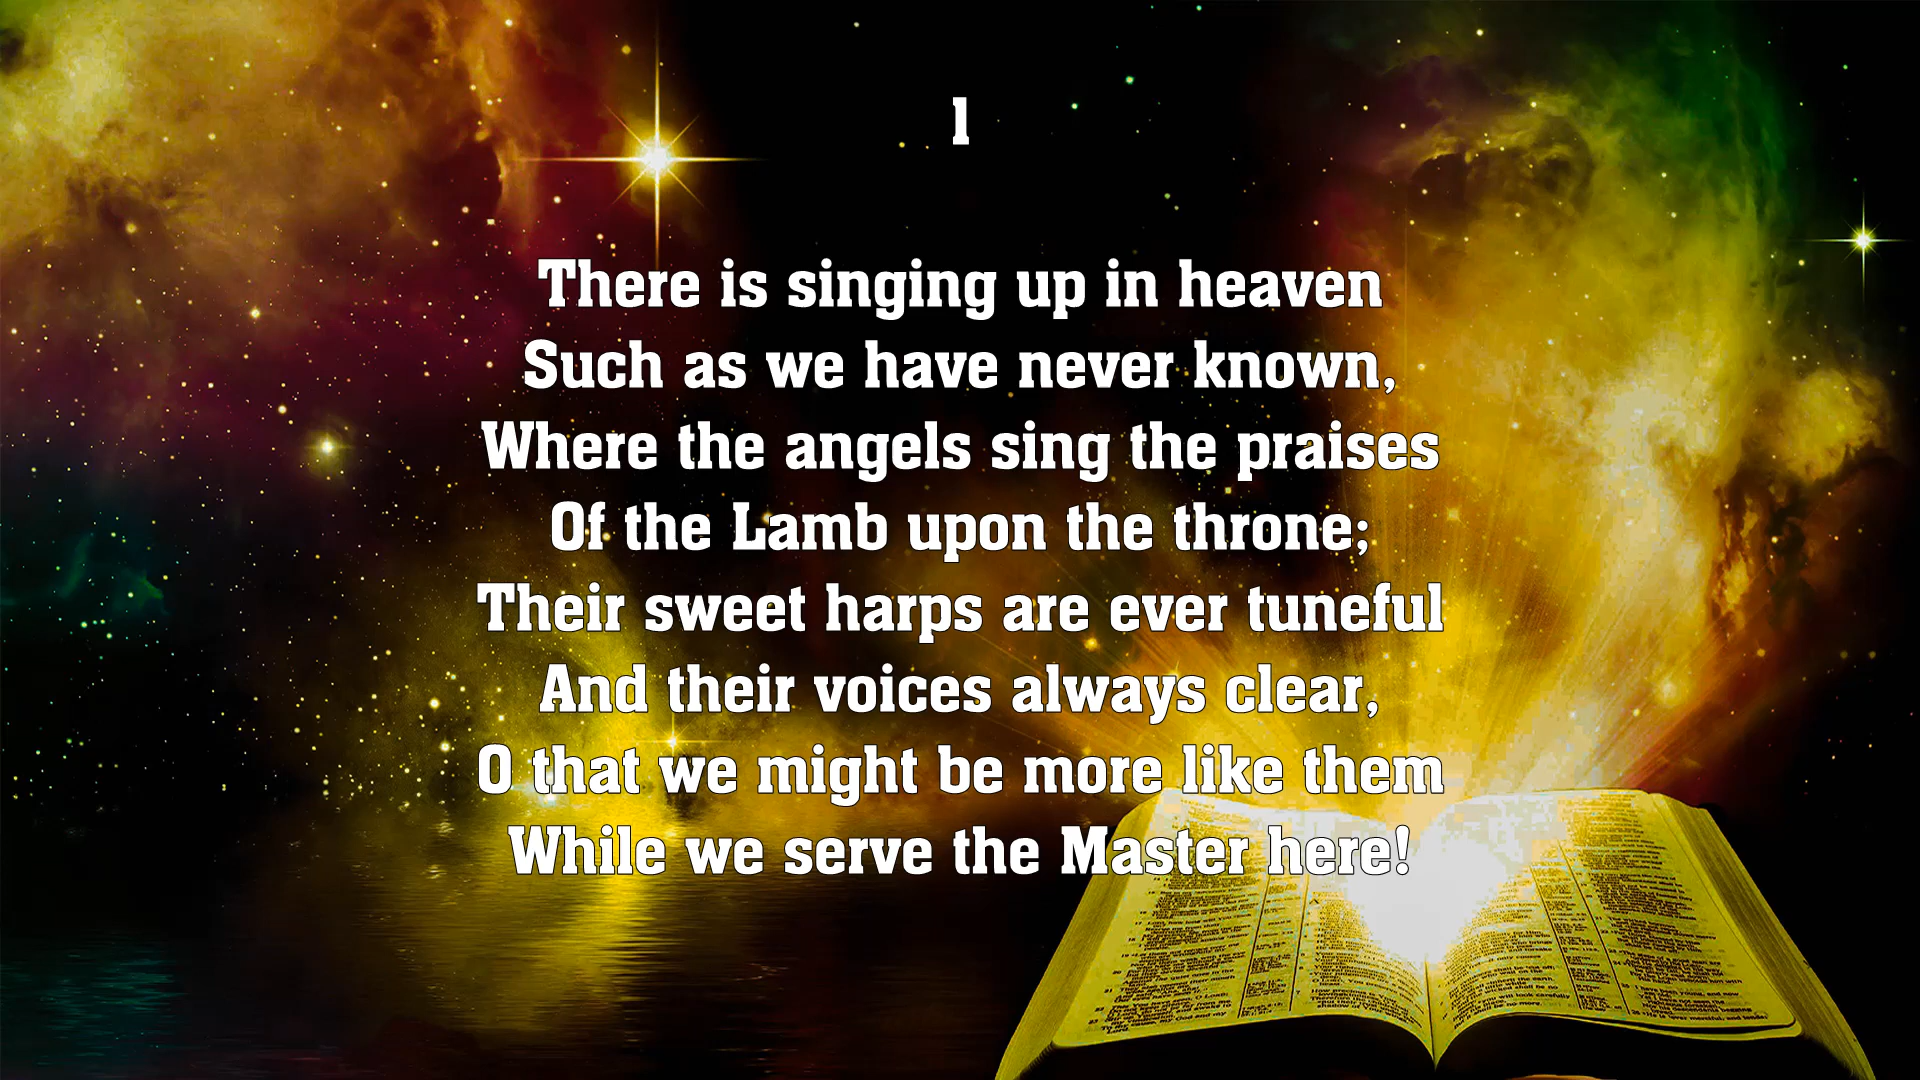 1
There is singing up in heaven
Such as we have never known,
Where the angels sing the praises
Of the Lamb upon the throne;
Their sweet harps are ever tuneful
And their voices always clear,
O that we might be more like them
While we serve the Master here!